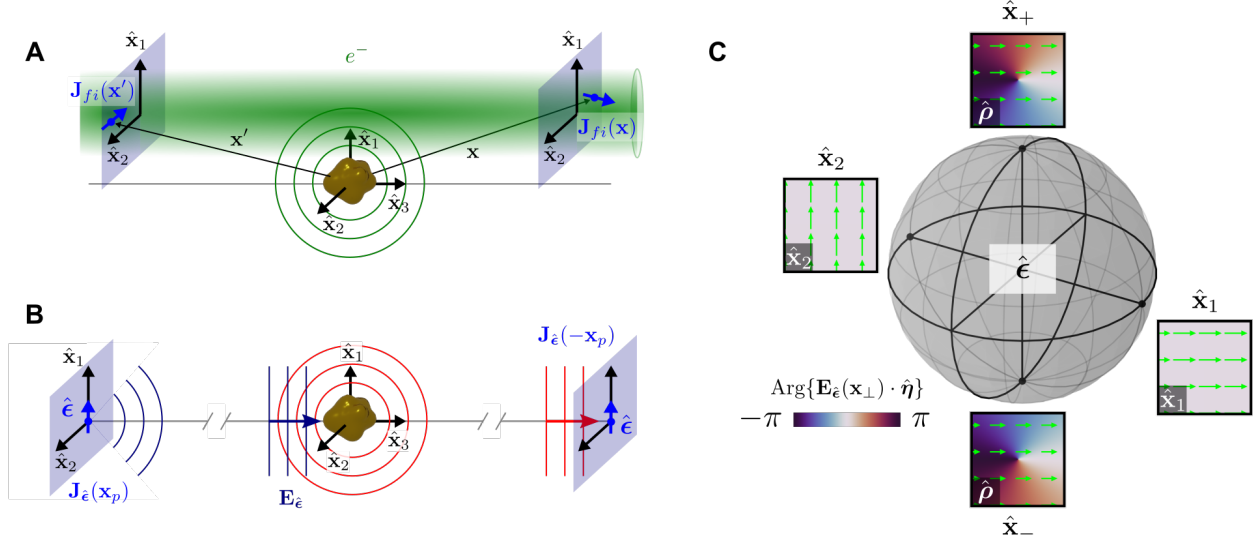 A
x̂₁
J_fi(x′)
x̂₂
e⁻
x′
x
x̂₁
x̂₂
x̂₃
x̂₁
J_fi(x)
x̂₂
B
x̂₁
ε̂
x̂₂
J_ε̂(x_p)
E_ε̂
x̂₁
x̂₂
x̂₃
J_ε̂(−x_p)
x̂₁
ε̂
x̂₂
C
x̂₊
ρ̂
x̂₂
x̂₂
ε̂
x̂₁
x̂₁
Arg{E_ε̂(x_⊥) · η̂}
−π π
ρ̂
x̂₋